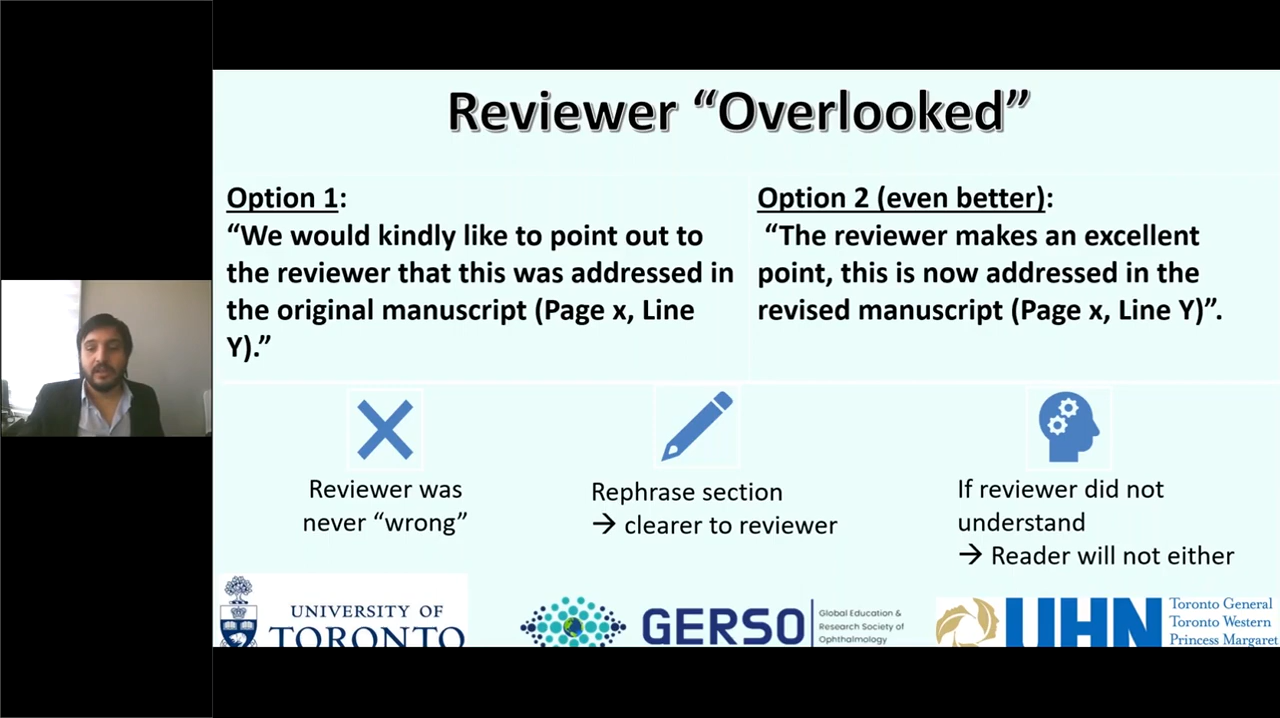 Reviewer “Overlooked”
Option 1:
“We would kindly like to point out to
the reviewer that this was addressed in
the original manuscript (Page x, Line
Y).”
Option 2 (even better):
“The reviewer makes an excellent
point, this is now addressed in the
revised manuscript (Page x, Line Y)”.
Reviewer was
never “wrong”
Rephrase section
→ clearer to reviewer
If reviewer did not
understand
→ Reader will not either
UNIVERSITY OF
TORONTO
GERSO
Global Education &
Research Society of
Ophthalmology
UHN
Toronto General
Toronto Western
Princess Margaret